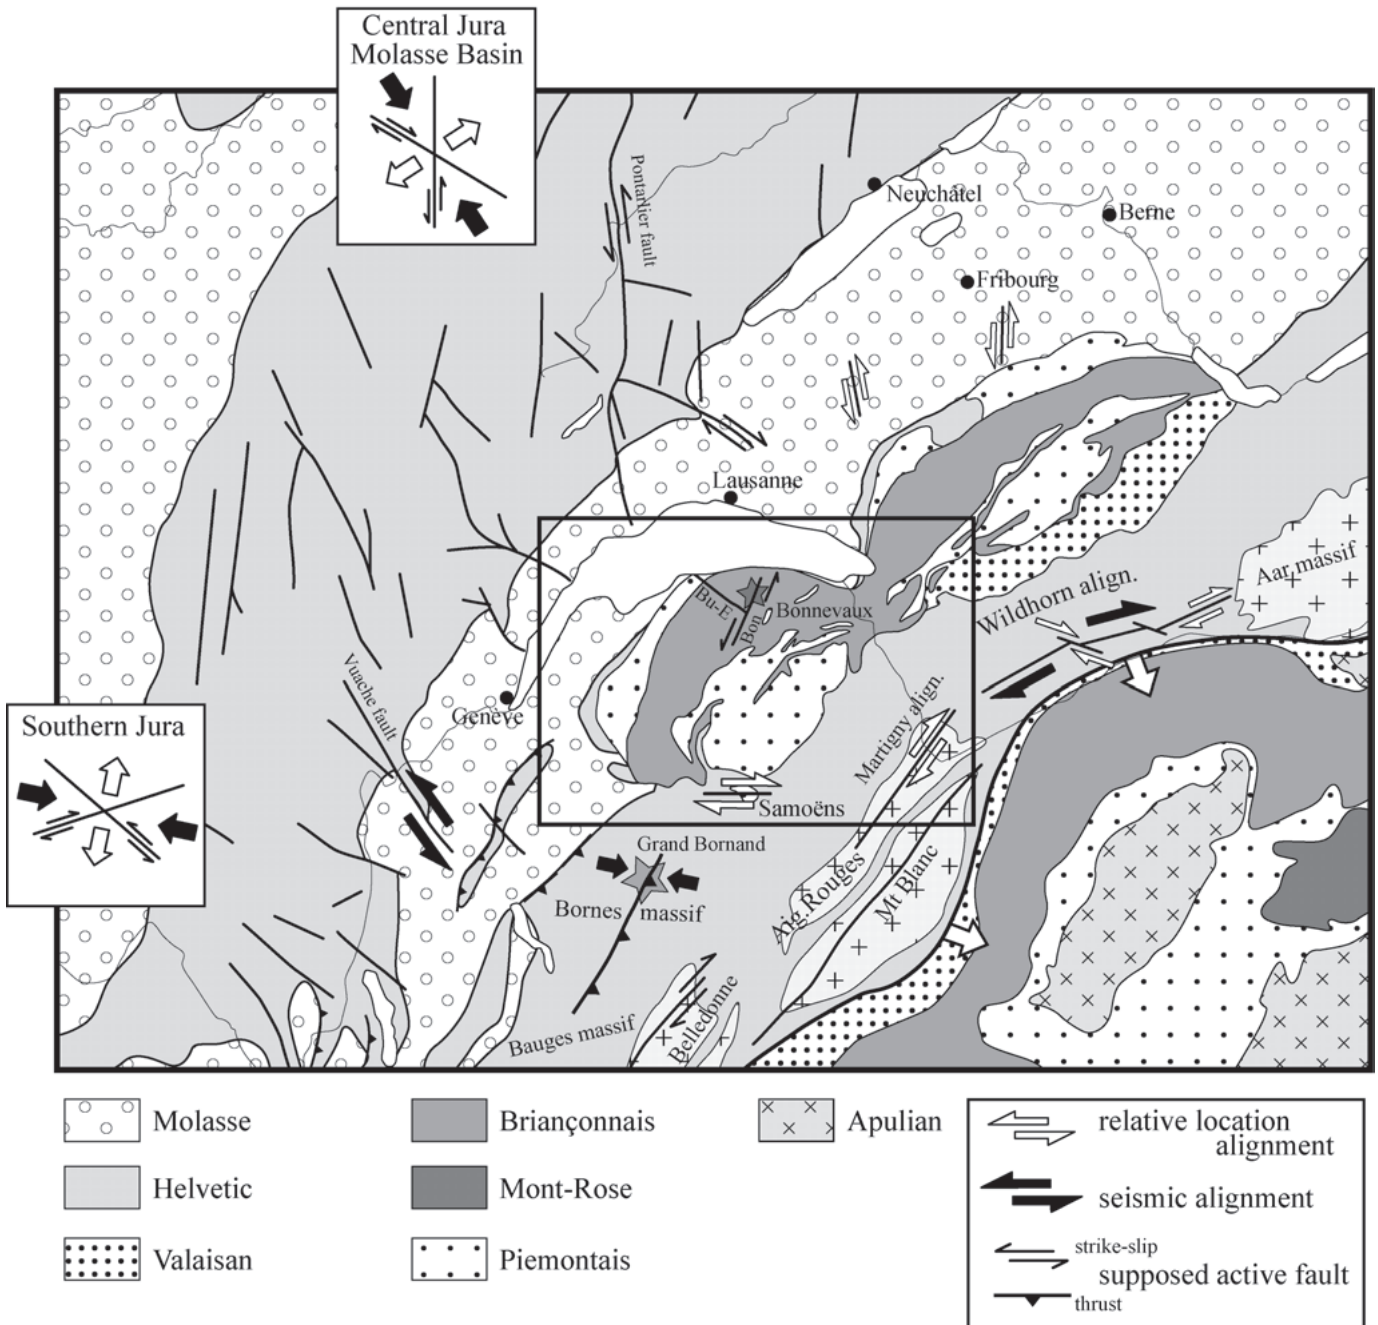 Central Jura
Molasse Basin
Pontarlier fault
Neuchâtel
Berne
Fribourg
Lausanne
Aar massif
Wildhorn align.
Bu-E
Bon
Bonnevaux
Vuache fault
Genève
Martigny align.
Southern Jura
Samoëns
Grand Bornand
Bornes massif
Aig.Rouges
Mt Blanc
Bauges massif
Belledonne
Molasse
Briançonnais
Apulian
relative location
alignment
Helvetic
Mont-Rose
seismic alignment
Valaisan
Piemontais
strike-slip
supposed active fault
thrust